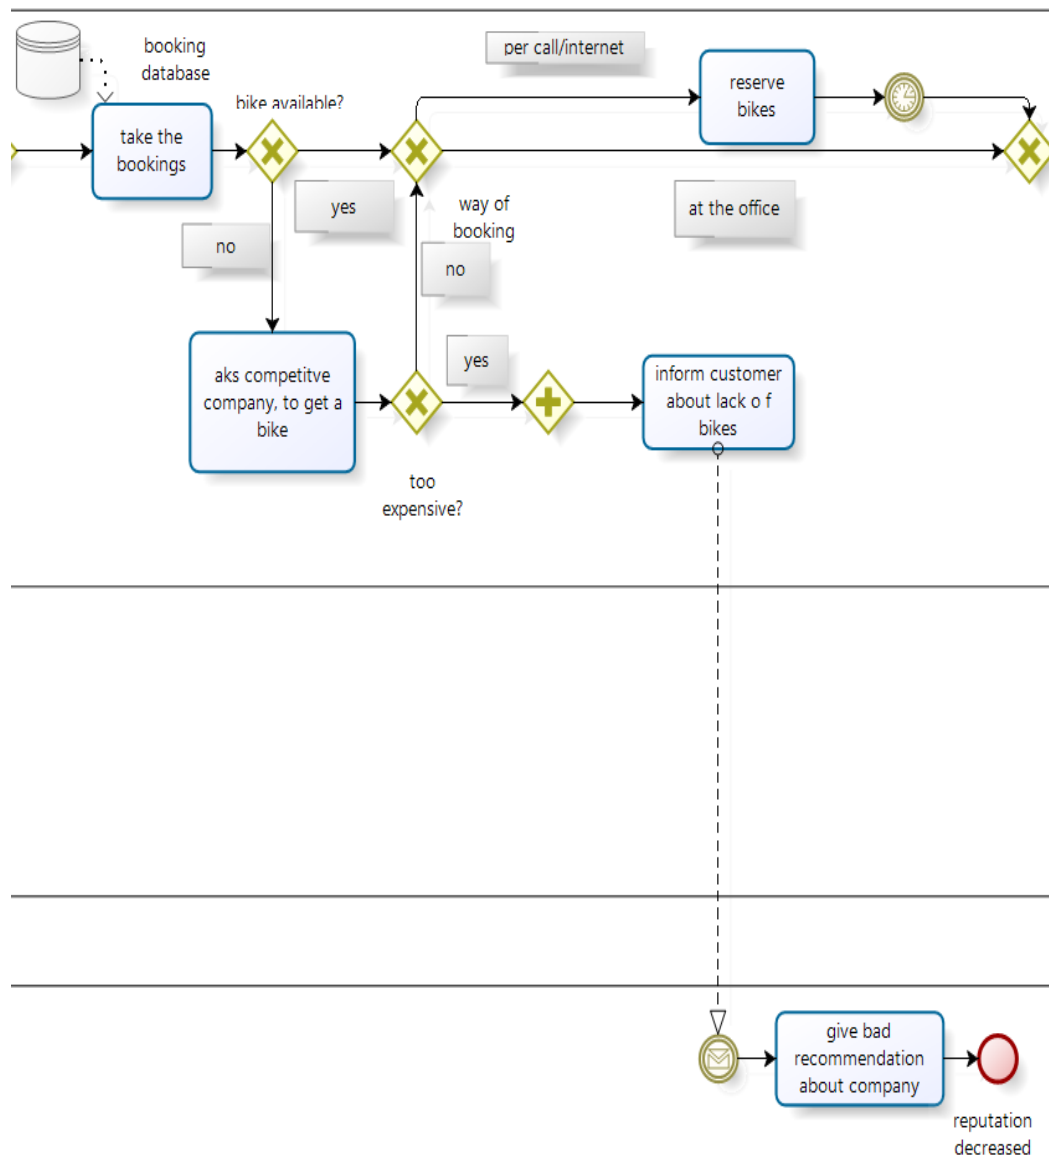 booking
database
per call/internet
reserve
bikes
bike available?
take the
bookings
yes
way of
booking
at the office
no
no
yes
aks competitve
company, to get a
bike
inform customer
about lack o f
bikes
too
expensive?
give bad
recommendation
about company
reputation
decreased